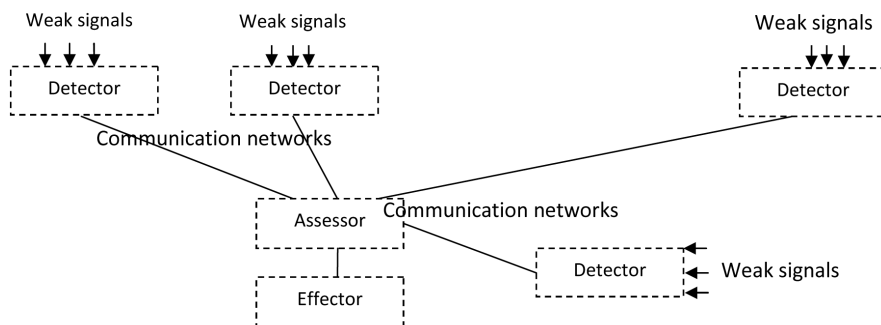 Weak signals
Weak signals
Weak signals
Detector
Detector
Detector
Communication networks
Communication networks
Assessor
Detector
Weak signals
Effector